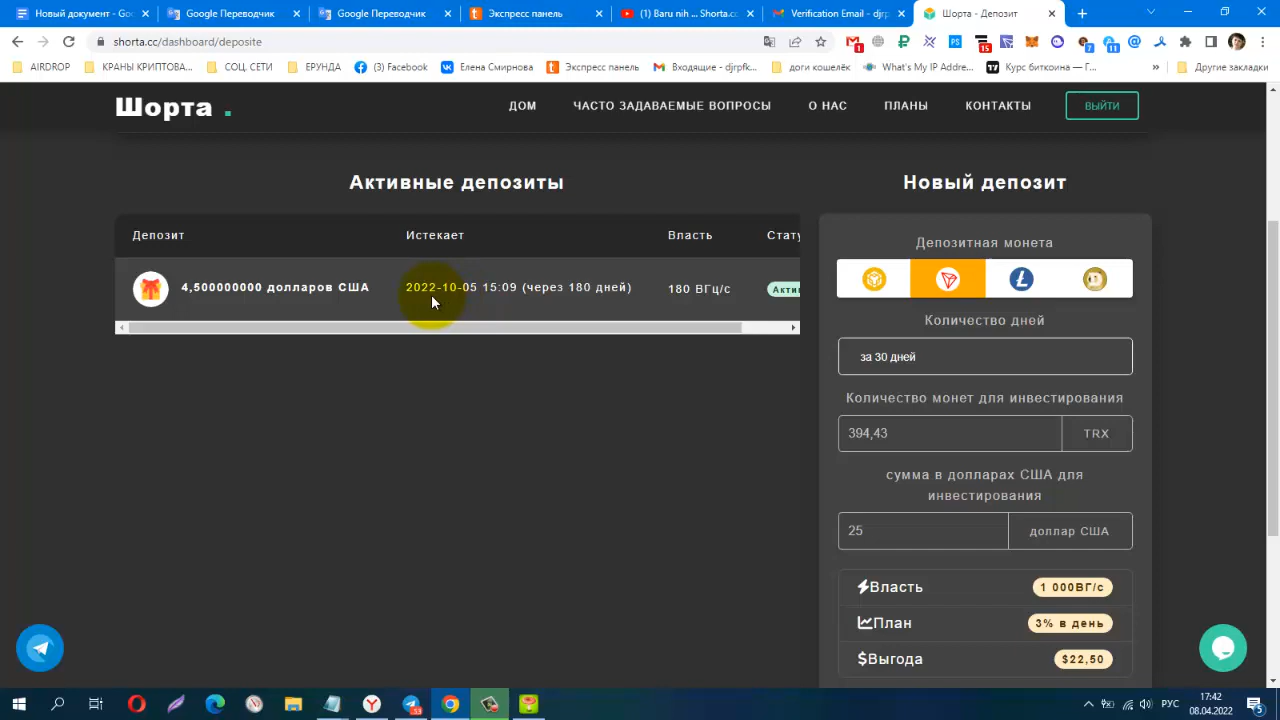 Новый документ - Goo
Google Переводчик
Google Переводчик
Экспресс панель
(1) Baru nih ... Shorta.cc
Verification Email - djrp
Шорта - Депозит
shorta.cc/dashboard/deposite
1
15
7
11
AIRDROP
КРАНЫ КРИПТОВА...
СОЦ. СЕТИ
ЕРУНДА
(3) Facebook
Елена Смирнова
Экспресс панель
Входящие - djrpfk...
доги кошелёк
What's My IP Addre...
Курс биткоина — Г...
»
Другие закладки
Шорта .
ДОМ
ЧАСТО ЗАДАВАЕМЫЕ ВОПРОСЫ
О НАС
ПЛАНЫ
КОНТАКТЫ
ВЫЙТИ
Активные депозиты
Новый депозит
Депозит
Истекает
Власть
Стату
4,500000000 долларов США
2022-10-05 15:09 (через 180 дней)
180 ВГц/с
Акти
Депозитная монета
Количество дней
за 30 дней
Количество монет для инвестирования
394,43
TRX
сумма в долларах США для
инвестирования
25
доллар США
Власть
1 000ВГ/с
План
3% в день
$Выгода
$22,50
РУС
17:42
08.04.2022
5